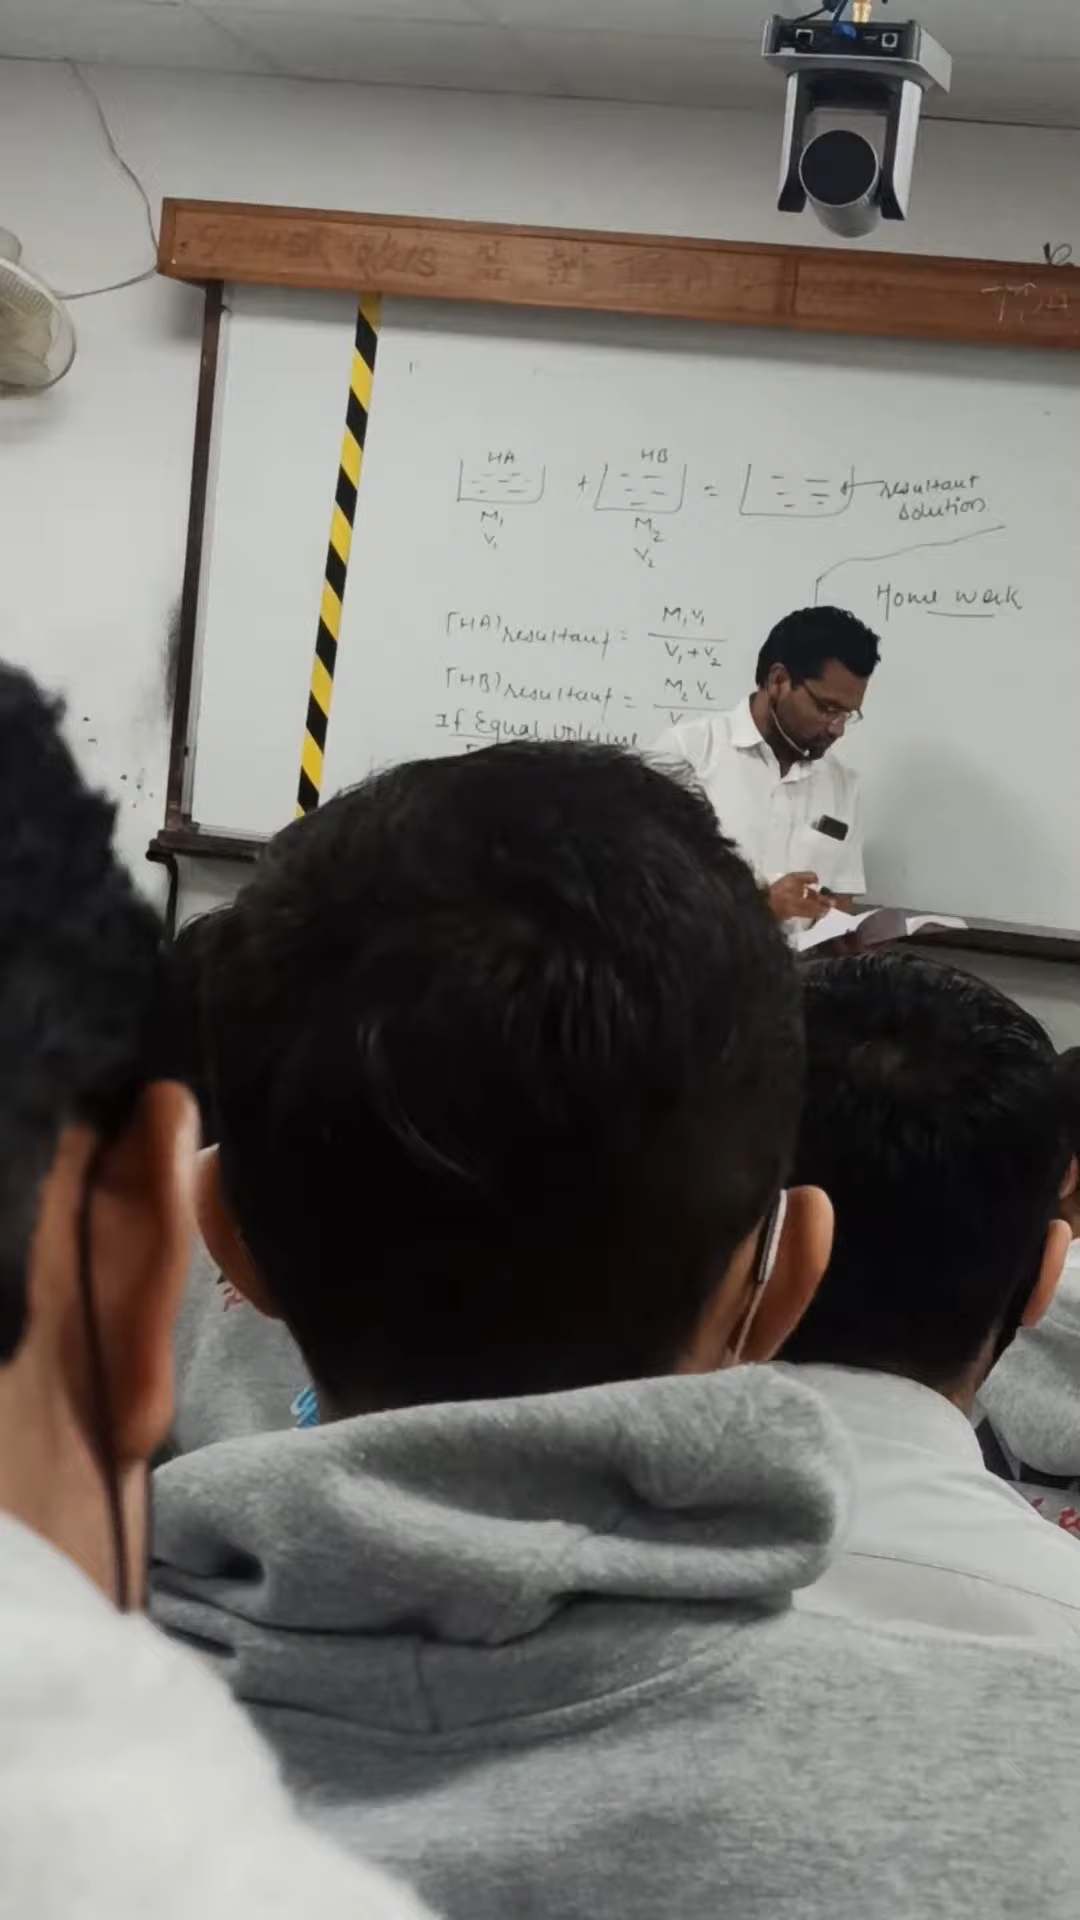 HA + HB =
M₁ M₂
V₁ V₂
resultant
solution
Home work
[HA] resultant = M₁V₁ / V₁+V₂
[HB] resultant = M₂V₂ / V
If Equal volume